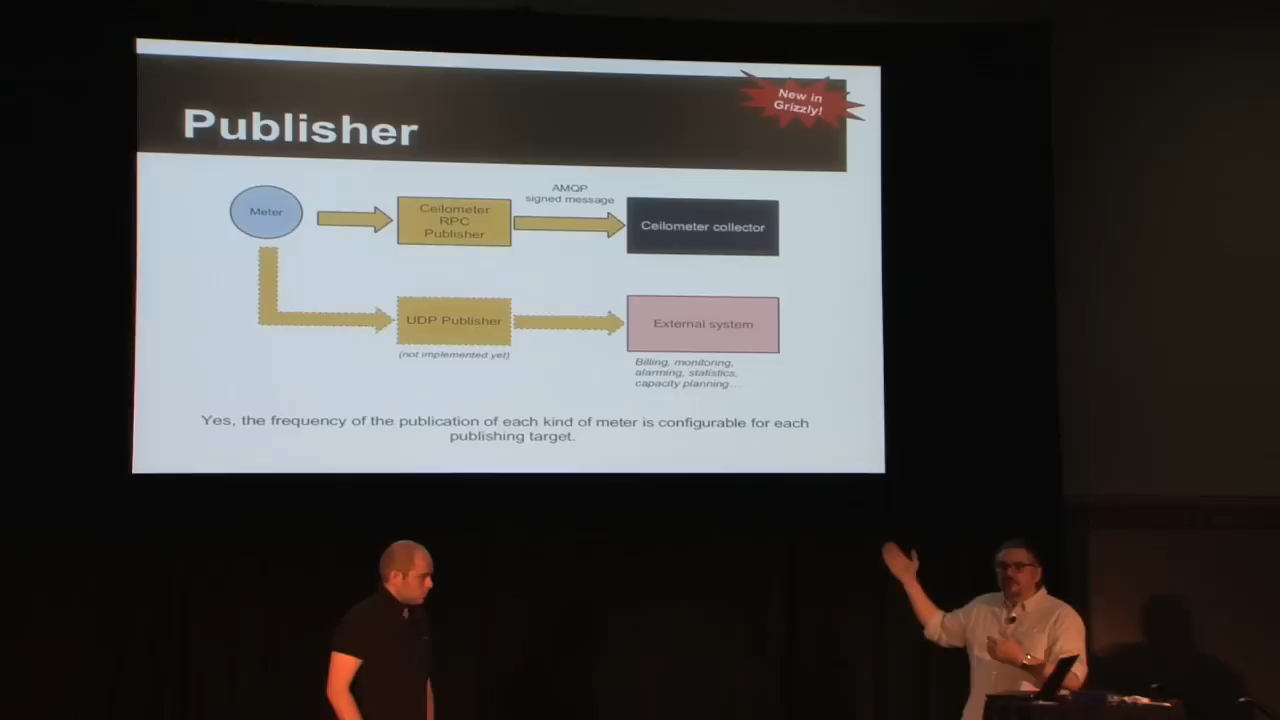 New in
Grizzly!
Publisher
AMQP
signed message
Meter
Ceilometer
RPC
Publisher
Ceilometer collector
UDP Publisher
External system
(not implemented yet)
Billing, monitoring,
alarming, statistics,
capacity planning...
Yes, the frequency of the publication of each kind of meter is configurable for each
publishing target.